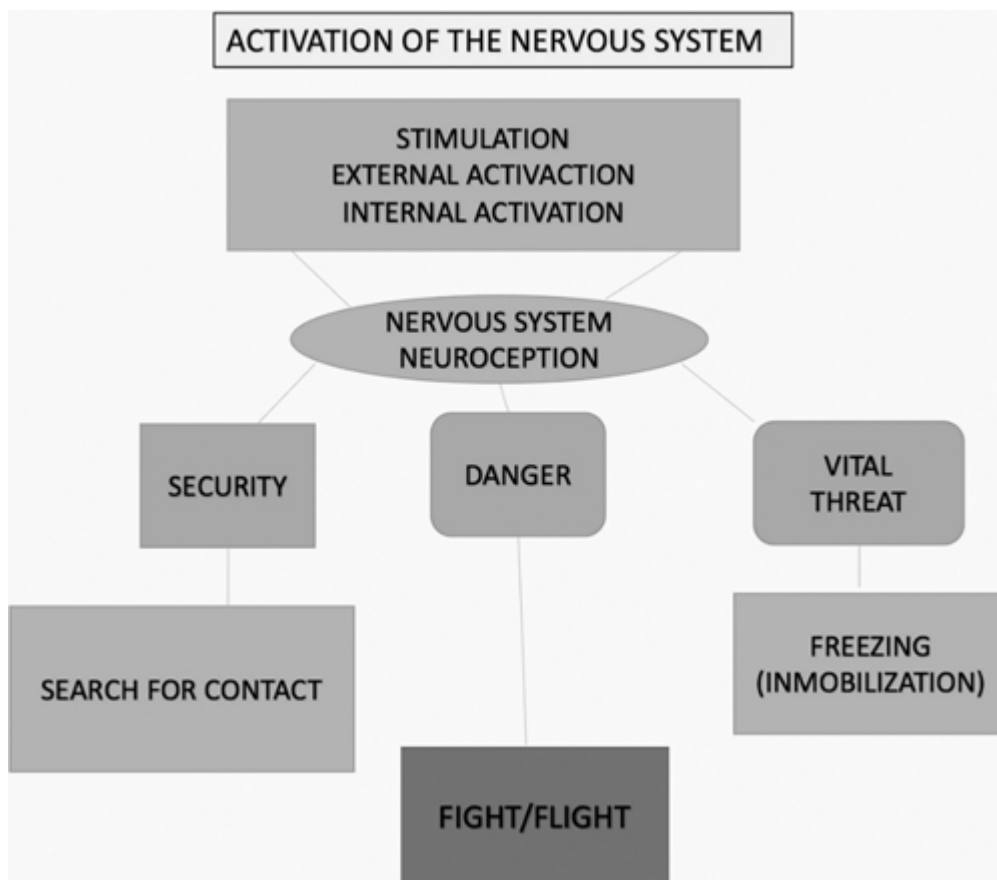 ACTIVATION OF THE NERVOUS SYSTEM
STIMULATION
EXTERNAL ACTIVACTION
INTERNAL ACTIVATION
NERVOUS SYSTEM
NEUROCEPTION
SECURITY
DANGER
VITAL
THREAT
SEARCH FOR CONTACT
FREEZING
(INMOBILIZATION)
FIGHT/FLIGHT